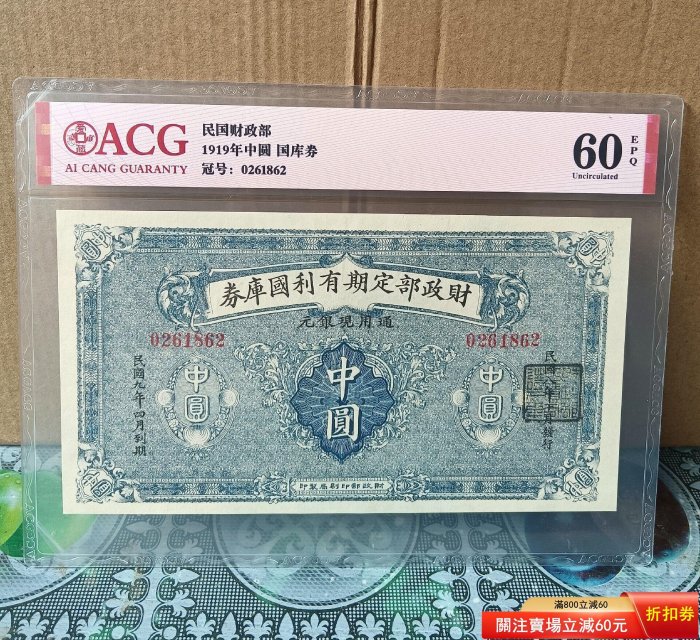 ACG
AI CANG GUARANTY
民国财政部
1919年中圓 国库券
冠号：0261862
60
EPQ
Uncirculated
券庫國利有期定部政財
元銀現用通
0261862
0261862
中圓
中圓
中圓
民國九年四月到期
印製局刷印部政財
滿800立減60
關注賣場立減60元
折扣券